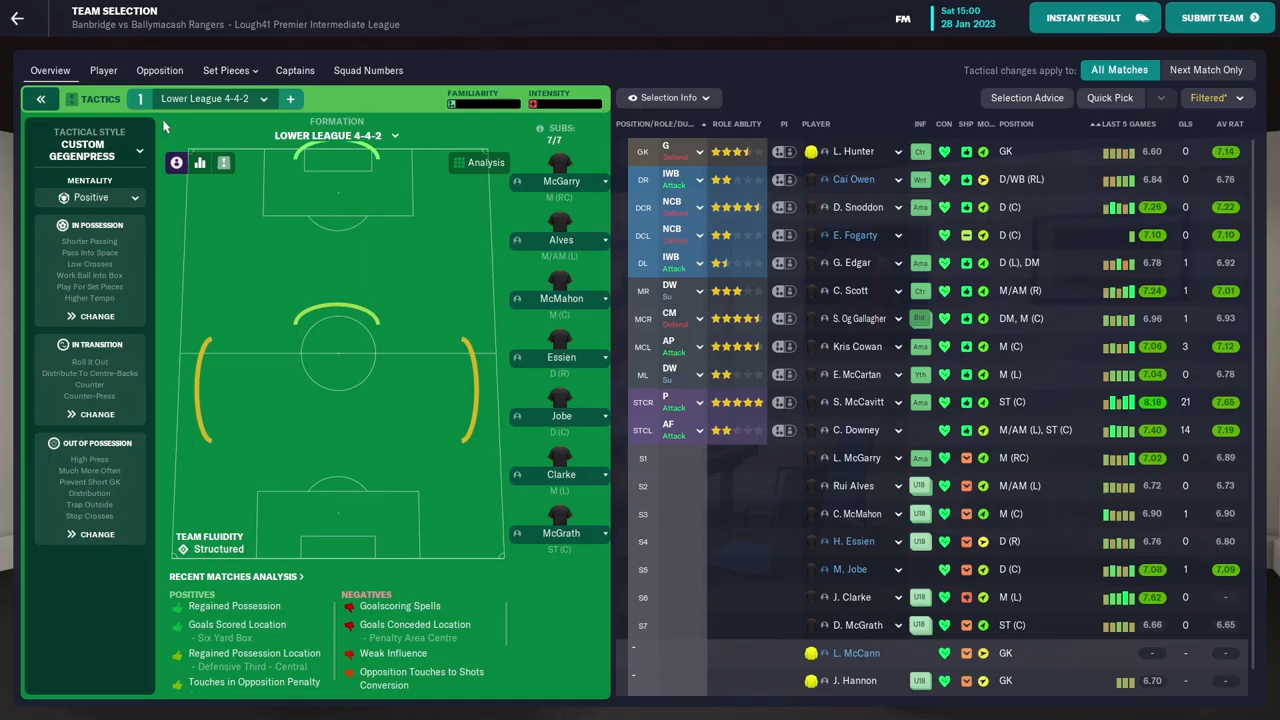 TEAM SELECTION
Banbridge vs Ballymacash Rangers - Lough41 Premier Intermediate League
FM
Sat 15:00
28 Jan 2023
INSTANT RESULT
SUBMIT TEAM
Overview
Player
Opposition
Set Pieces
Captains
Squad Numbers
Tactical changes apply to:
All Matches
Next Match Only
TACTICS
1
Lower League 4-4-2
FAMILIARITY
INTENSITY
TACTICAL STYLE
CUSTOM
GEGENPRESS
MENTALITY
Positive
IN POSSESSION
Shorter Passing
Pass Into Space
Low Crosses
Work Ball Into Box
Play For Set Pieces
Higher Tempo
CHANGE
IN TRANSITION
Roll It Out
Distribute To Centre-Backs
Counter
Counter-Press
CHANGE
OUT OF POSSESSION
High Press
Much More Often
Prevent Short GK
Distribution
Trap Outside
Stop Crosses
CHANGE
FORMATION
LOWER LEAGUE 4-4-2
Analysis
TEAM FLUIDITY
Structured
SUBS:
7/7
McGarry
M (RC)
Alves
M/AM (L)
McMahon
M (C)
Essien
D (R)
Jobe
D (C)
Clarke
M (L)
McGrath
ST (C)
RECENT MATCHES ANALYSIS
POSITIVES
Regained Possession
Goals Scored Location
- Six Yard Box
Regained Possession Location
- Defensive Third - Central
Touches in Opposition Penalty
NEGATIVES
Goalscoring Spells
Goals Conceded Location
- Penalty Area Centre
Weak Influence
Opposition Touches to Shots
Conversion
Selection Info
Selection Advice
Quick Pick
Filtered*
POSITION/ROLE/DU... ROLE ABILITY PI PLAYER INF CON SHP MO... POSITION LAST 5 GAMES GLS AV RAT
GK G Defend L. Hunter Ctr GK 6.60 0 7.14
DR IWB Attack Cai Owen Wnt D/WB (RL) 6.84 0 6.76
DCR NCB Defend D. Snoddon Ama D (C) 7.26 0 7.22
DCL NCB Defend E. Fogarty D (C) 7.10 0 7.10
DL IWB Attack G. Edgar Ama D (L), DM 6.78 1 6.92
MR DW Su C. Scott Ctr M/AM (R) 7.24 1 7.01
MCR CM Defend S. Og Gallagher Bid DM, M (C) 6.96 1 6.93
MCL AP Attack Kris Cowan Ama M (C) 7.06 3 7.12
ML DW Su E. McCartan Yth M (L) 7.04 0 6.78
STCR P Attack S. McCavitt Ama ST (C) 8.18 21 7.65
STCL AF Attack C. Downey M/AM (L), ST (C) 7.40 14 7.19
S1 L. McGarry Ama M (RC) 7.02 0 6.89
S2 Rui Alves U18 M/AM (L) 6.72 0 6.73
S3 C. McMahon U18 M (C) 6.90 1 6.90
S4 H. Essien U18 D (R) 6.76 0 6.80
S5 M. Jobe D (C) 7.08 1 7.09
S6 J. Clarke U18 M (L) 7.62 0 -
S7 D. McGrath U18 ST (C) 6.66 0 6.65
- L. McCann GK - - -
- J. Hannon U18 GK 6.70 - -